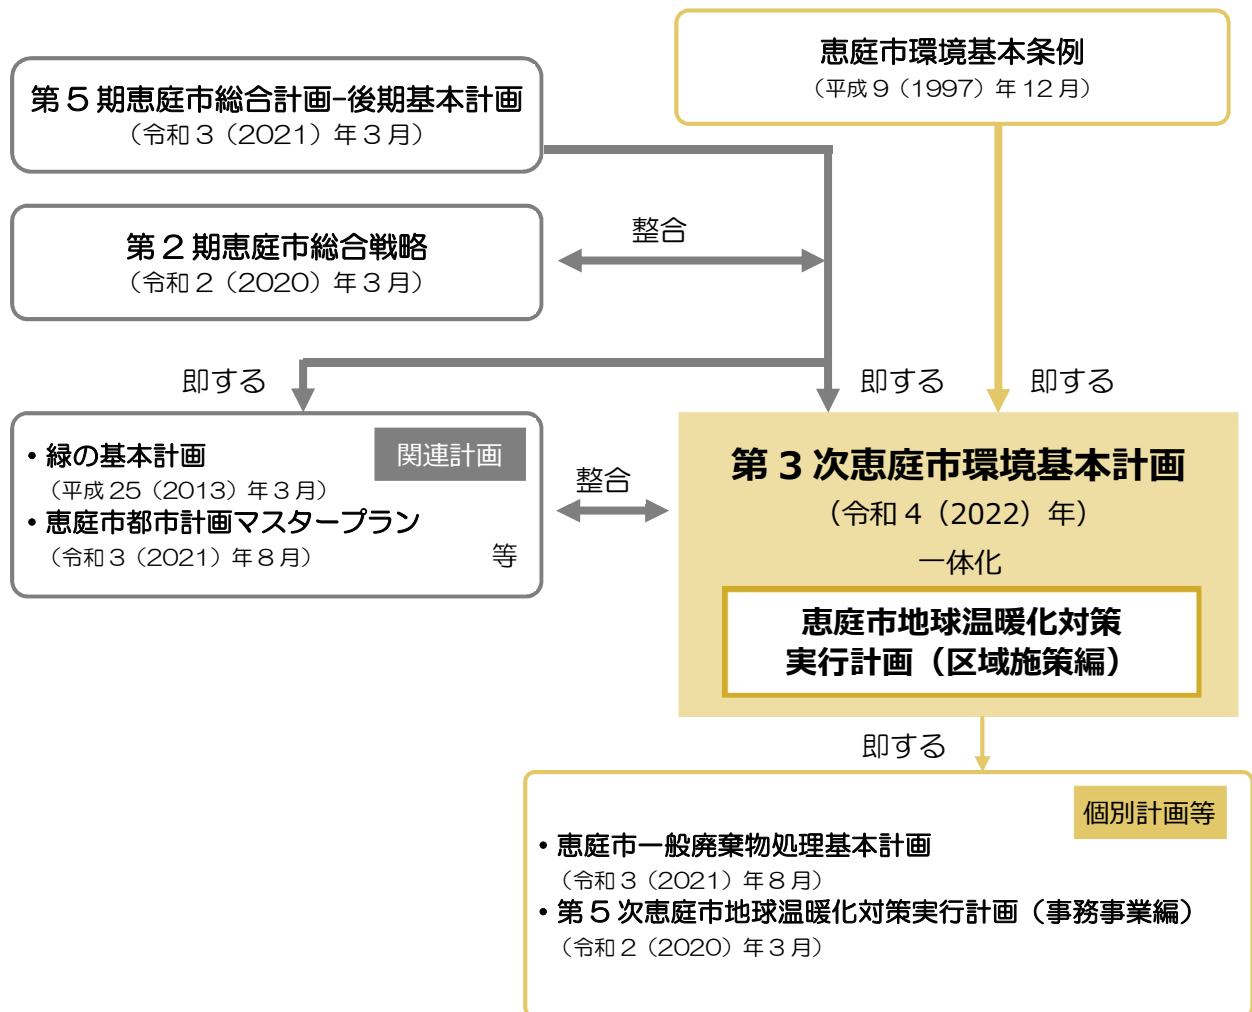 恵庭市環境基本条例
（平成9（1997）年12月）
第5期恵庭市総合計画-後期基本計画
（令和3（2021）年3月）
第2期恵庭市総合戦略
（令和2（2020）年3月）
整合
即する
即する
即する
関連計画
・緑の基本計画
（平成25（2013）年3月）
・恵庭市都市計画マスタープラン
（令和3（2021）年8月）
等
整合
第3次恵庭市環境基本計画
（令和4（2022）年）
一体化
恵庭市地球温暖化対策
実行計画（区域施策編）
即する
個別計画等
・恵庭市一般廃棄物処理基本計画
（令和3（2021）年8月）
・第5次恵庭市地球温暖化対策実行計画（事務事業編）
（令和2（2020）年3月）